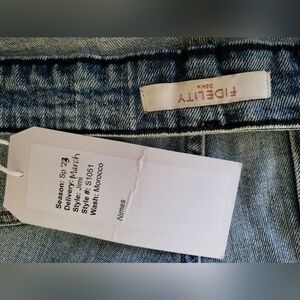 FIDELITY
DENIM
Season: Sp '23
Delivery: March
Style: Jimi
Style #: S1051
Wash: Morocco
Nimes